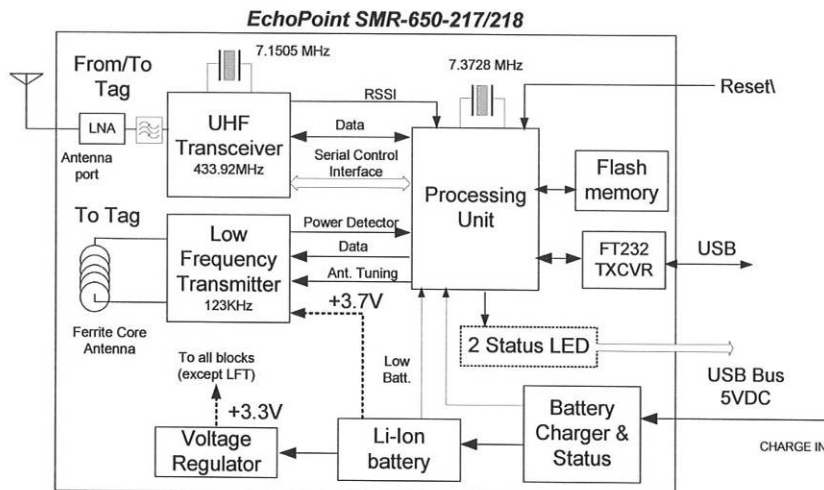 EchoPoint SMR-650-217/218
7.1505 MHz
7.3728 MHz
From/To
Tag
RSSI
Reset\
LNA
UHF
Transceiver
433.92MHz
Data
Antenna
port
Serial Control
Interface
Processing
Unit
Flash
memory
To Tag
Low
Frequency
Transmitter
123KHz
Power Detector
Data
Ant. Tuning
FT232
TXCVR
USB
Ferrite Core
Antenna
+3.7V
2 Status LED
To all blocks
(except LFT)
Low
Batt.
USB Bus
5VDC
+3.3V
Voltage
Regulator
Li-Ion
battery
Battery
Charger &
Status
CHARGE IN